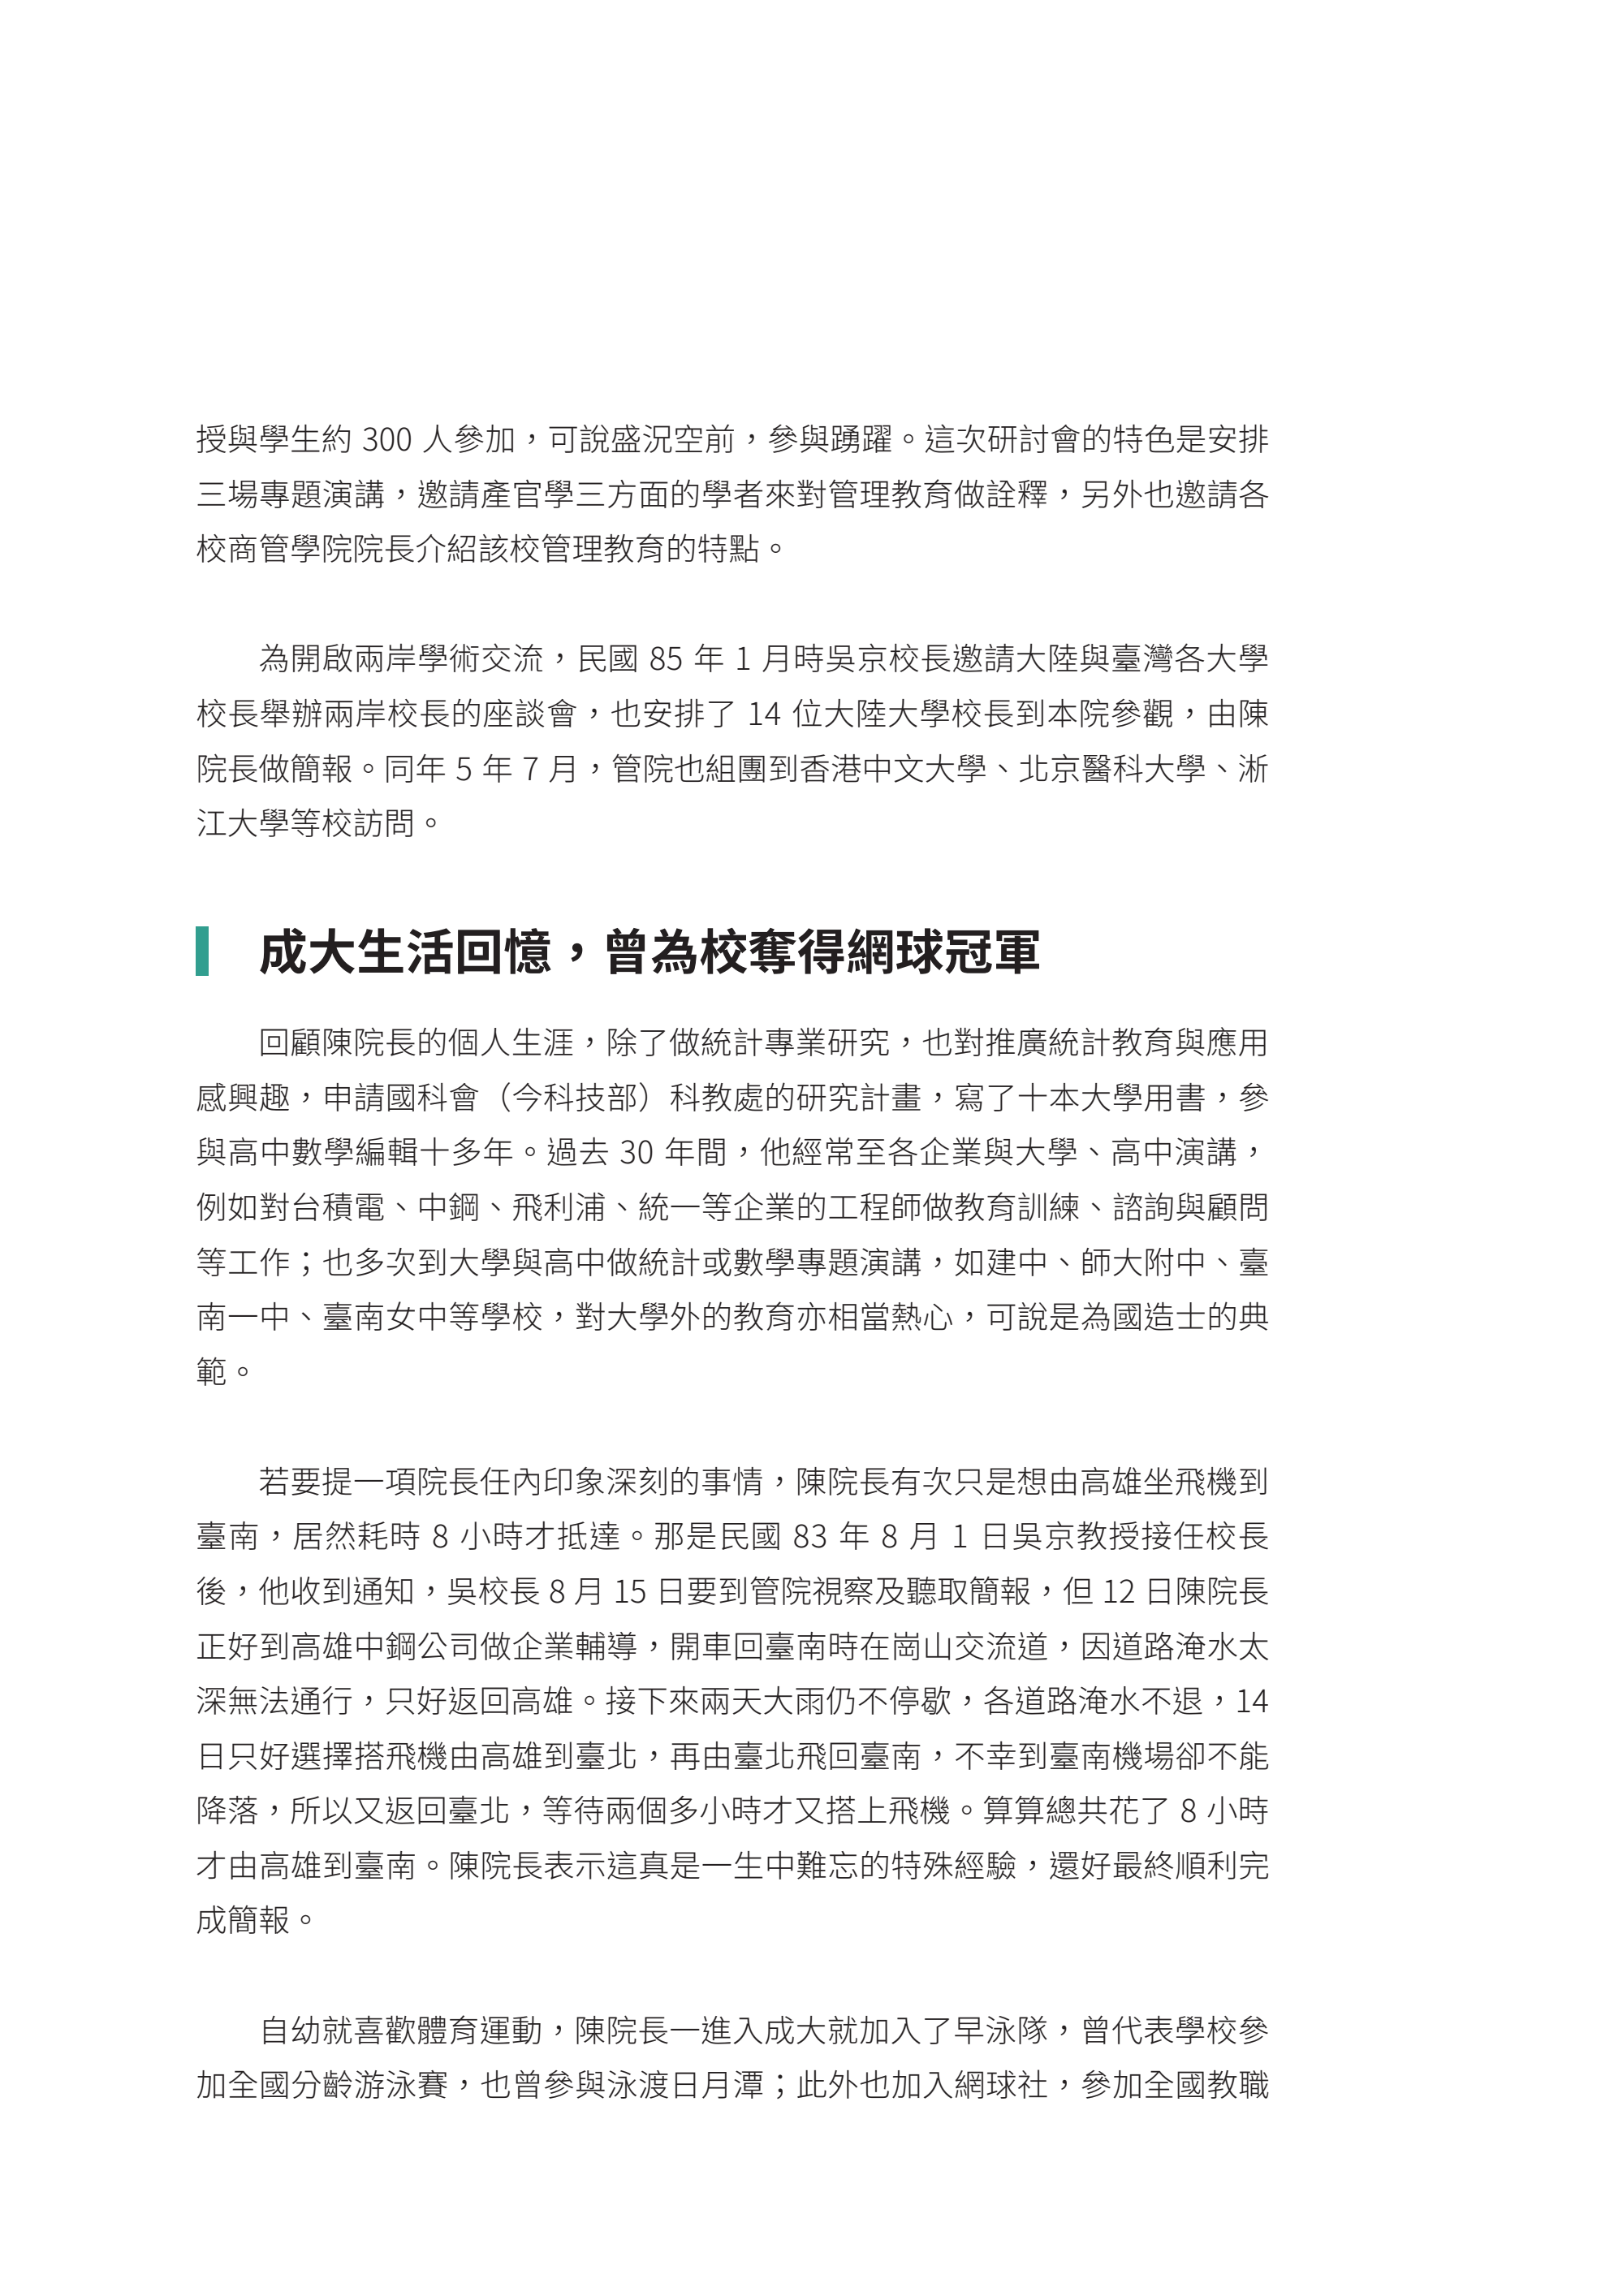 授與學生約 300 人參加，可說盛況空前，參與踴躍。這次研討會的特色是安排
三場專題演講，邀請產官學三方面的學者來對管理教育做詮釋，另外也邀請各
校商管學院院長介紹該校管理教育的特點。
為開啟兩岸學術交流，民國 85 年 1 月時吳京校長邀請大陸與臺灣各大學
校長舉辦兩岸校長的座談會，也安排了 14 位大陸大學校長到本院參觀，由陳
院長做簡報。同年 5 年 7 月，管院也組團到香港中文大學、北京醫科大學、淅
江大學等校訪問。
成大生活回憶，曾為校奪得網球冠軍
回顧陳院長的個人生涯，除了做統計專業研究，也對推廣統計教育與應用
感興趣，申請國科會（今科技部）科教處的研究計畫，寫了十本大學用書，參
與高中數學編輯十多年。過去 30 年間，他經常至各企業與大學、高中演講，
例如對台積電、中鋼、飛利浦、統一等企業的工程師做教育訓練、諮詢與顧問
等工作；也多次到大學與高中做統計或數學專題演講，如建中、師大附中、臺
南一中、臺南女中等學校，對大學外的教育亦相當熱心，可說是為國造士的典
範。
若要提一項院長任內印象深刻的事情，陳院長有次只是想由高雄坐飛機到
臺南，居然耗時 8 小時才抵達。那是民國 83 年 8 月 1 日吳京教授接任校長
後，他收到通知，吳校長 8 月 15 日要到管院視察及聽取簡報，但 12 日陳院長
正好到高雄中鋼公司做企業輔導，開車回臺南時在崗山交流道，因道路淹水太
深無法通行，只好返回高雄。接下來兩天大雨仍不停歇，各道路淹水不退，14
日只好選擇搭飛機由高雄到臺北，再由臺北飛回臺南，不幸到臺南機場卻不能
降落，所以又返回臺北，等待兩個多小時才又搭上飛機。算算總共花了 8 小時
才由高雄到臺南。陳院長表示這真是一生中難忘的特殊經驗，還好最終順利完
成簡報。
自幼就喜歡體育運動，陳院長一進入成大就加入了早泳隊，曾代表學校參
加全國分齡游泳賽，也曾參與泳渡日月潭；此外也加入網球社，參加全國教職